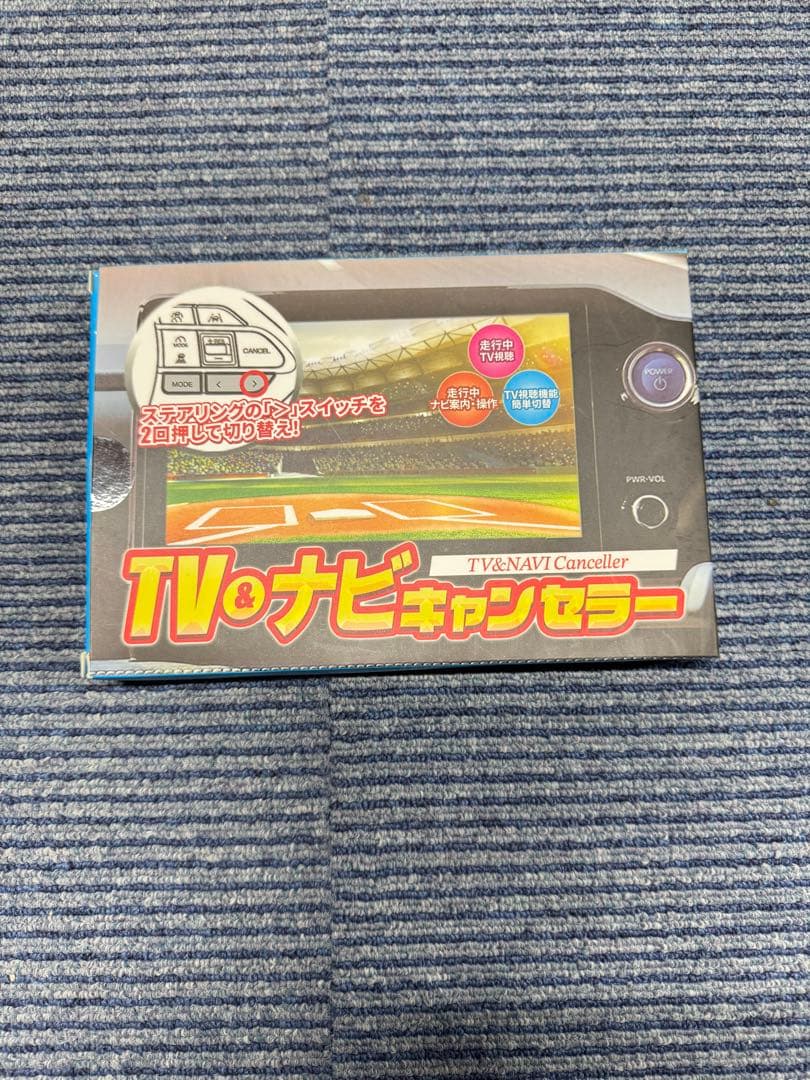 MODE
CANCEL
MODE
<
>
ステアリングの「>」スイッチを
2回押して切り替え!
走行中
TV視聴
走行中
ナビ案内・操作
TV視聴機能
簡単切替
POWER
PWR•VOL
TV&NAVI Canceller
TV&ナビキャンセラー